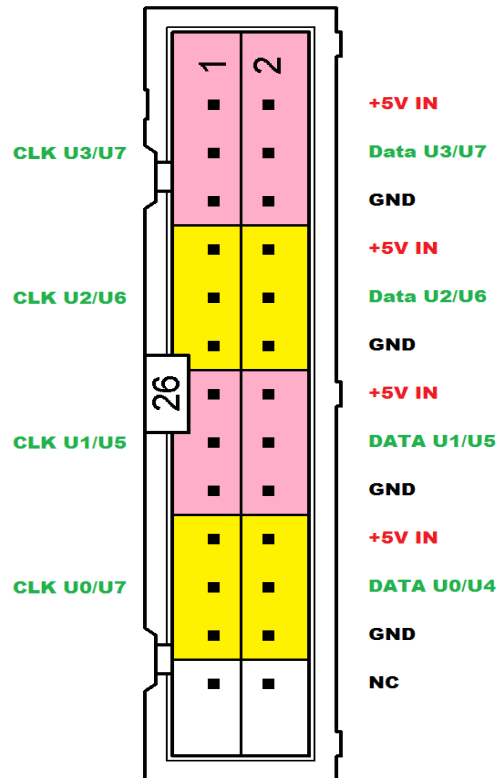 1 2
+5V IN
CLK U3/U7 Data U3/U7
GND
+5V IN
CLK U2/U6 Data U2/U6
GND
26
+5V IN
CLK U1/U5 DATA U1/U5
GND
+5V IN
CLK U0/U7 DATA U0/U4
GND
NC